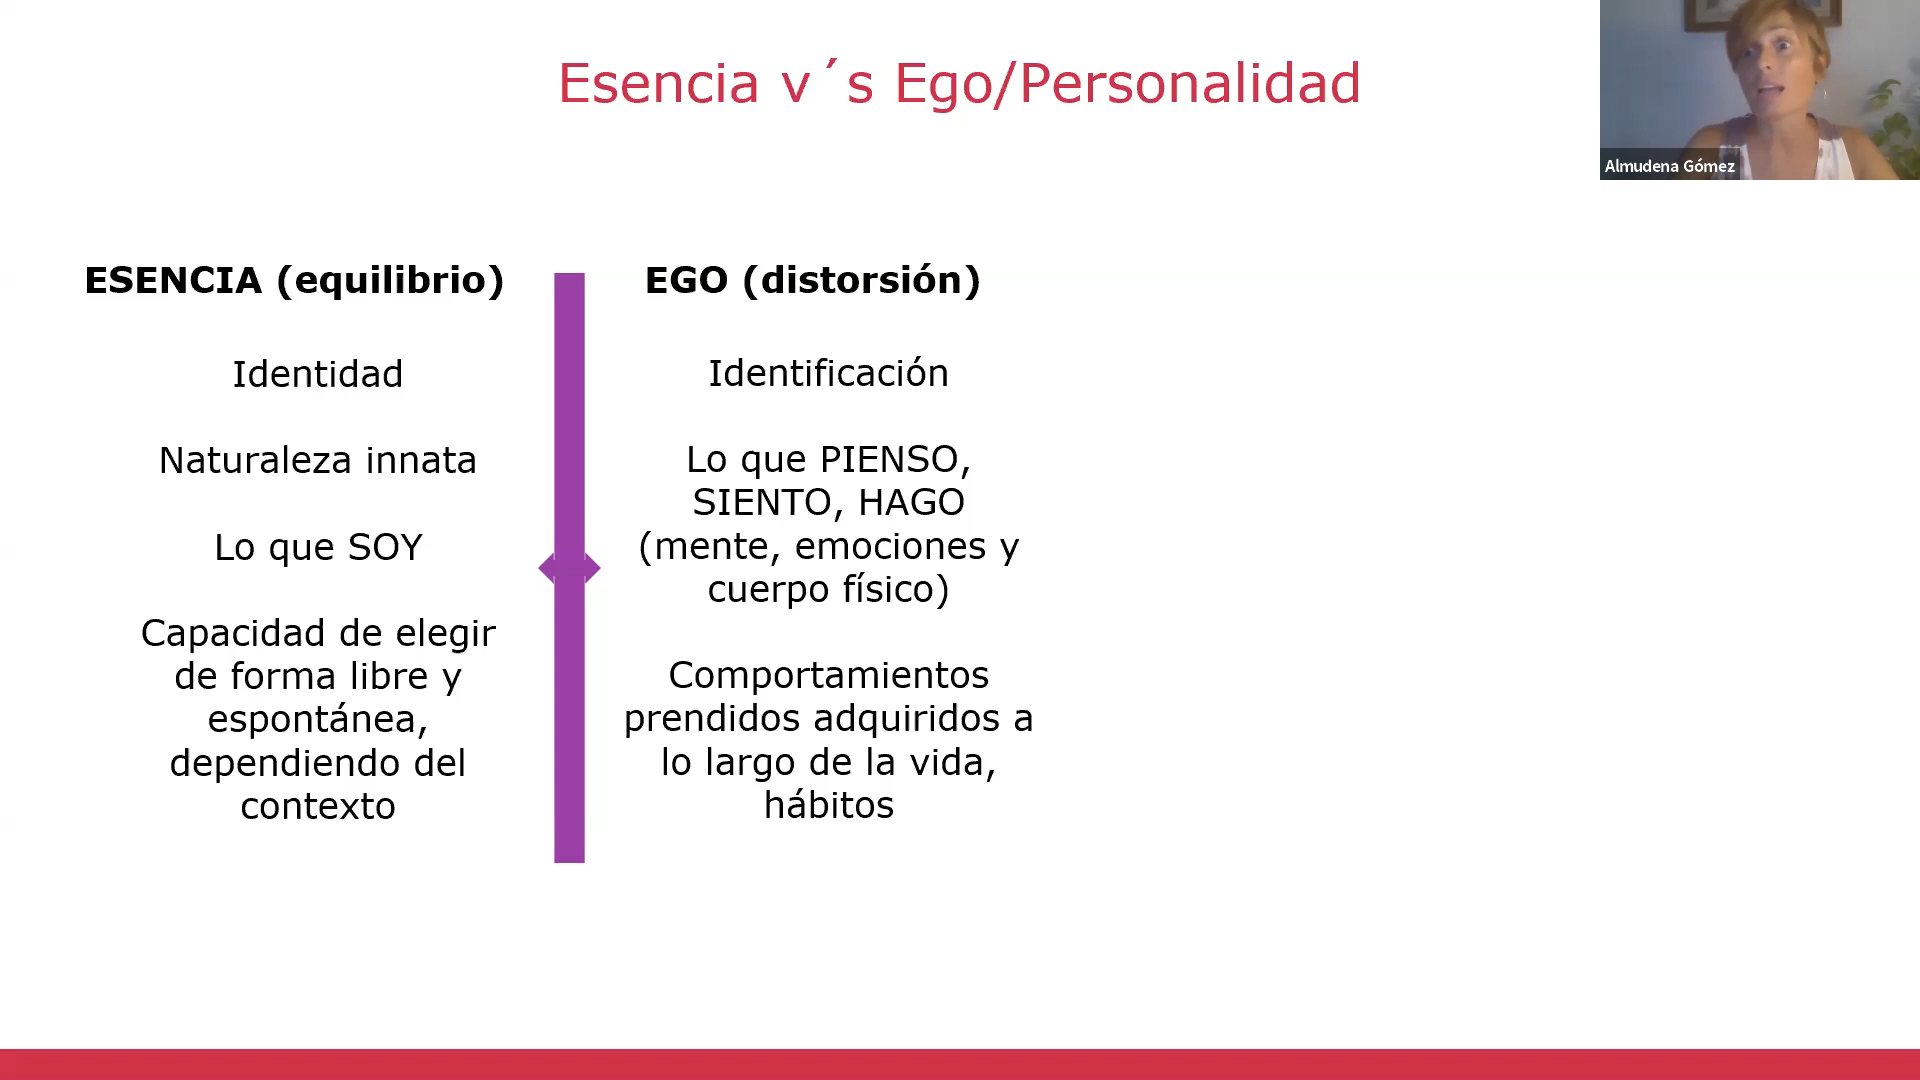 Esencia v´s Ego/Personalidad
Almudena Gómez
ESENCIA (equilibrio)
Identidad
Naturaleza innata
Lo que SOY
Capacidad de elegir
de forma libre y
espontánea,
dependiendo del
contexto
EGO (distorsión)
Identificación
Lo que PIENSO,
SIENTO, HAGO
(mente, emociones y
cuerpo físico)
Comportamientos
prendidos adquiridos a
lo largo de la vida,
hábitos